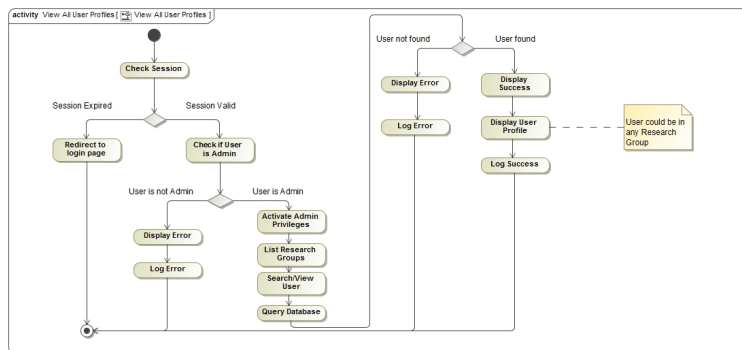 activity View All User Profiles [ View All User Profiles ]
Check Session
Session Expired
Session Valid
Redirect to
login page
Check if User
is Admin
User is not Admin
User is Admin
Display Error
Log Error
Activate Admin
Privileges
List Research
Groups
Search/View
User
Query Database
User not found
User found
Display Error
Log Error
Display
Success
Display User
Profile
Log Success
User could be in
any Research
Group